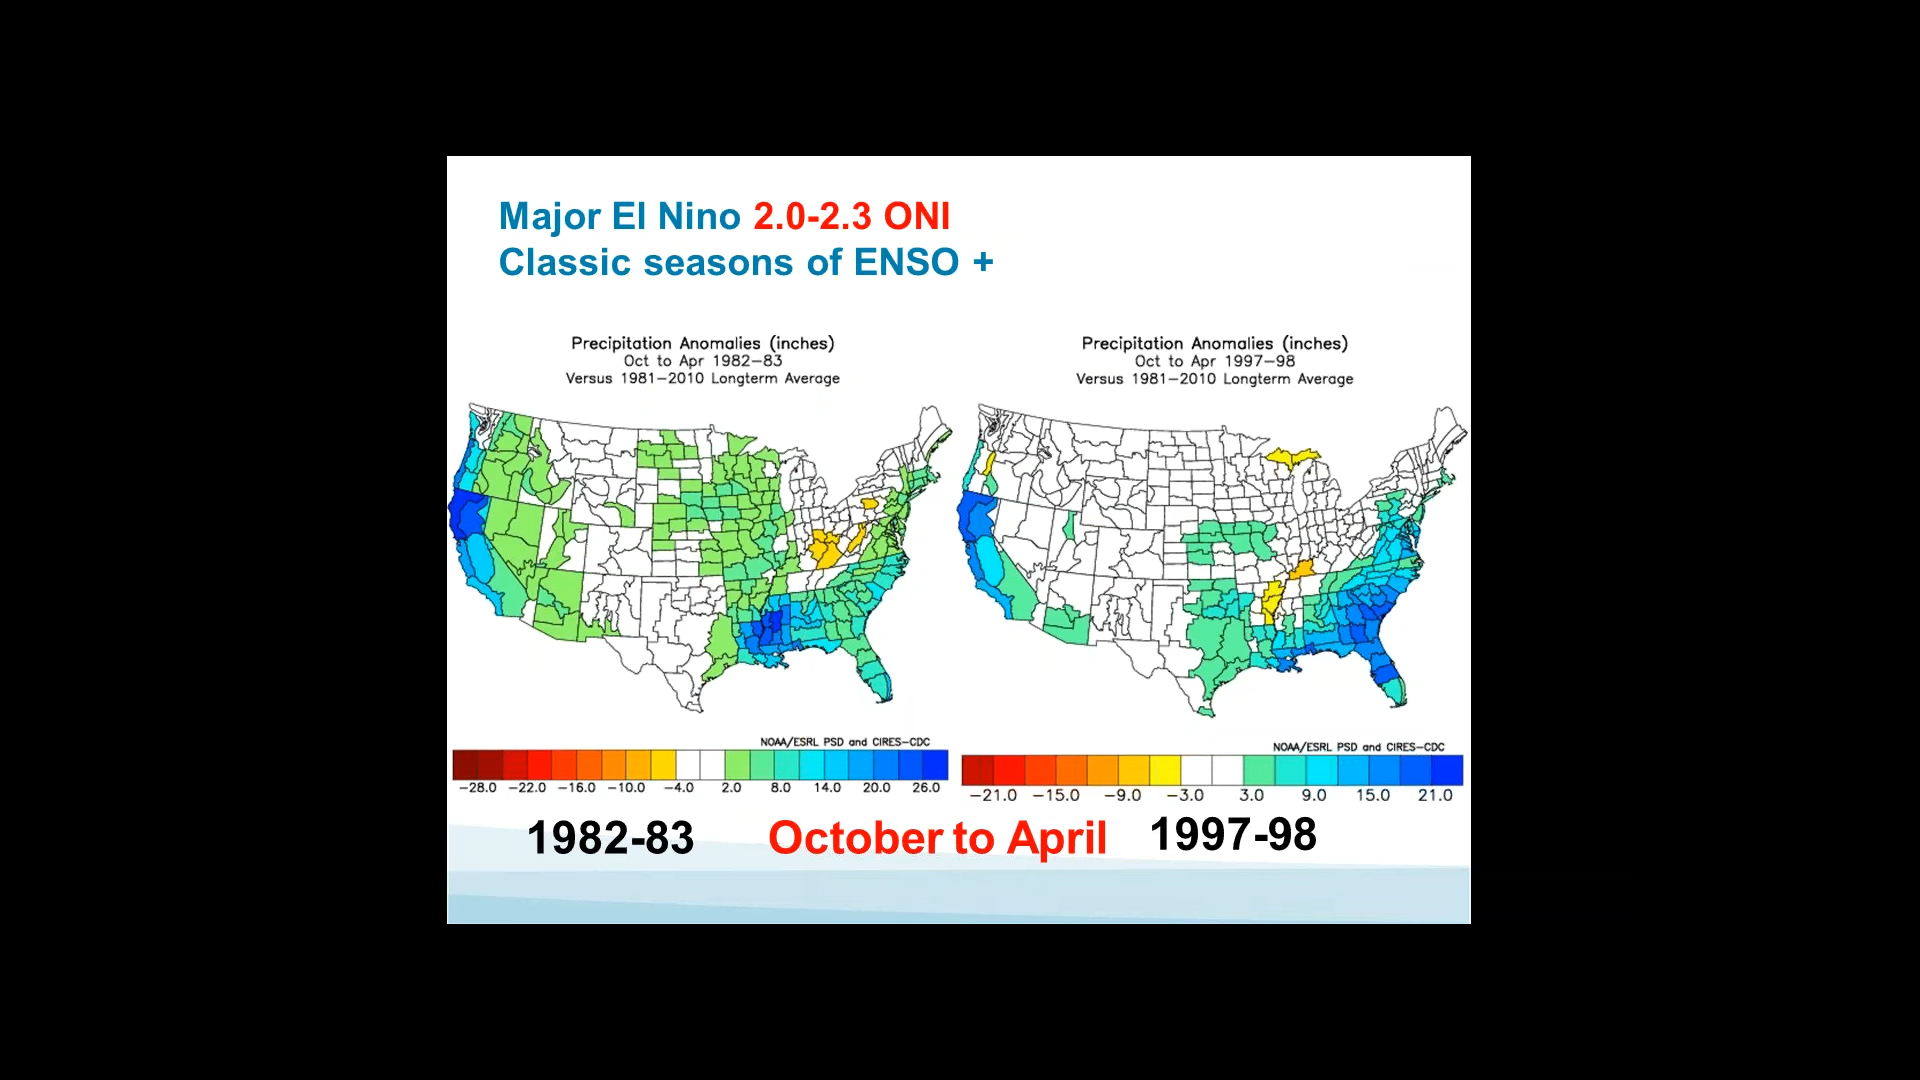 Major El Nino 2.0-2.3 ONI
Classic seasons of ENSO +
Precipitation Anomalies (inches)
Oct to Apr 1982-83
Versus 1981-2010 Longterm Average
Precipitation Anomalies (inches)
Oct to Apr 1997-98
Versus 1981-2010 Longterm Average
NOAA/ESRL PSD and CIRES-CDC
-28.0 -22.0 -16.0 -10.0 -4.0 2.0 8.0 14.0 20.0 26.0
NOAA/ESRL PSD and CIRES-CDC
-21.0 -15.0 -9.0 -3.0 3.0 9.0 15.0 21.0
1982-83 October to April 1997-98